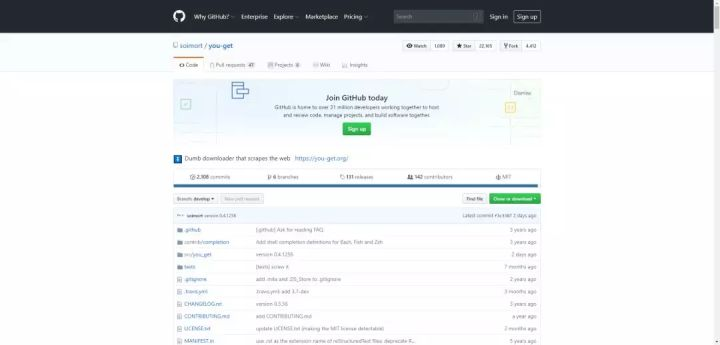 Why GitHub? Enterprise Explore Marketplace Pricing Search Sign in Sign up
soimort / you-get Watch 1,089 Star 22,165 Fork 4,412
Code Pull requests 47 Projects Wiki Insights
Dismiss
Join GitHub today
GitHub is home to over 31 million developers working together to host
and review code, manage projects, and build software together.
Sign up
Dumb downloader that scrapes the web https://you-get.org/
2,308 commits 6 branches 131 releases 142 contributors MIT
Branch: develop New pull request Find file Clone or download
soimort version 0.4.1256 Latest commit 2 days ago
.github [github] Ask for reading FAQ 3 years ago
contrib/completion Add shell completion definitions for Bash, Fish and Zsh 3 years ago
src/you_get version 0.4.1256 2 days ago
tests [tests] screw it 7 months ago
.gitignore add .mkv and .DS_Store to .gitignore 2 years ago
.travis.yml .travis.yml: add 3.7-dev 3 months ago
CHANGELOG.rst version 0.3.36 3 years ago
CONTRIBUTING.md add CONTRIBUTING.md a year ago
LICENSE.txt update LICENSE.txt (making the MIT license detectable) 2 months ago
MANIFEST.in use .rst as the extension name of reStructuredText files; deprecate R... 5 years ago